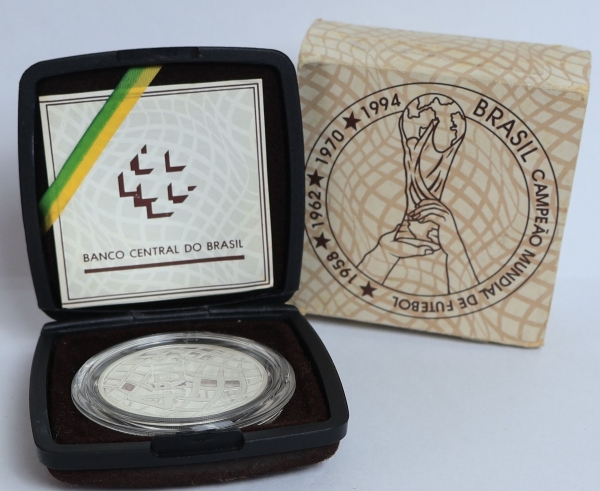 BANCO CENTRAL DO BRASIL
1958 ★ 1962 ★ 1970 ★ 1994
BRASIL CAMPEÃO MUNDIAL DE FUTEBOL